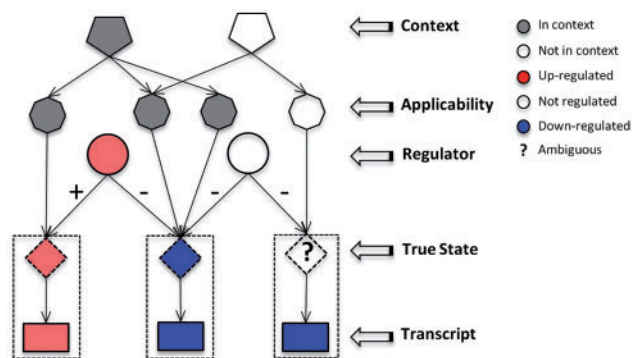 Context
Applicability
Regulator
+ - - -
?
True State
Transcript
In context
Not in context
Up-regulated
Not regulated
Down-regulated
? Ambiguous